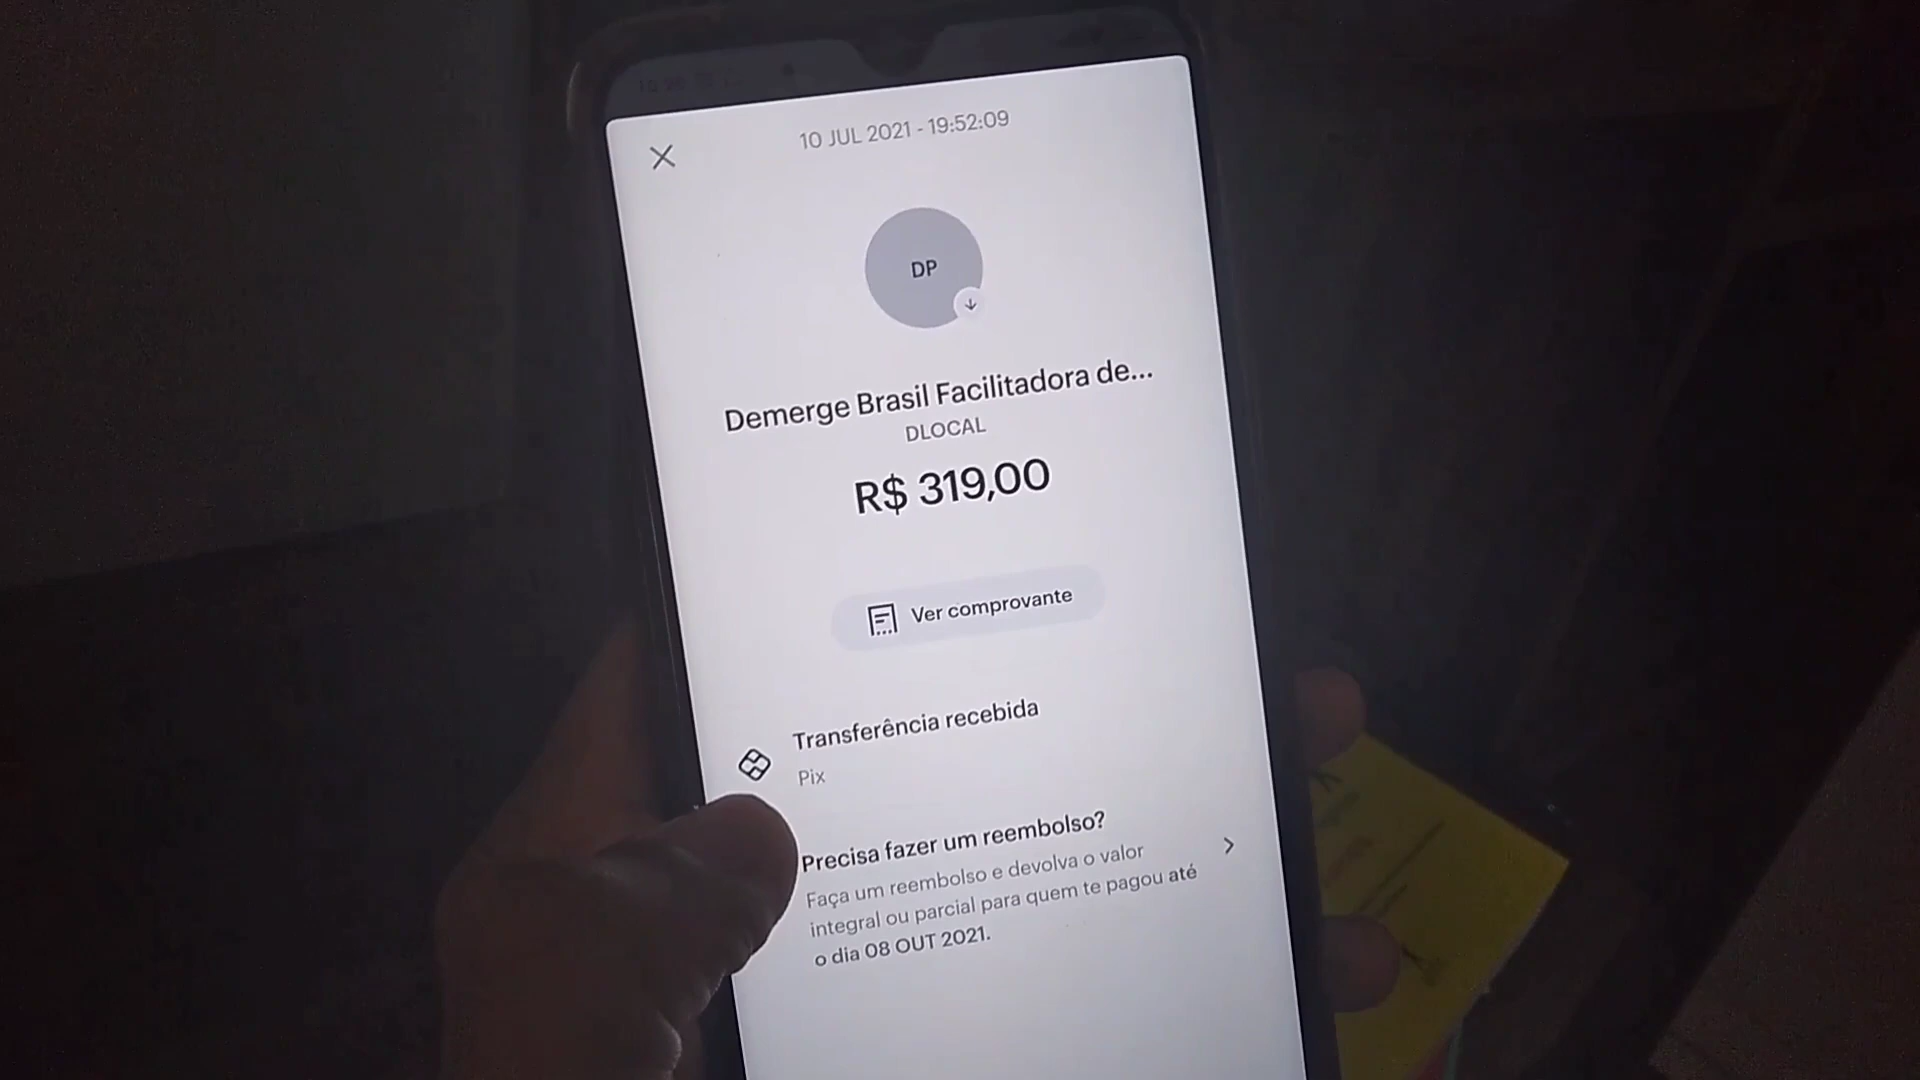 10 JUL 2021 - 19:52:09
DP
Demerge Brasil Facilitadora de...
DLOCAL
R$ 319,00
Ver comprovante
Transferência recebida
Pix
Precisa fazer um reembolso?
Faça um reembolso e devolva o valor
integral ou parcial para quem te pagou até
o dia 08 OUT 2021.